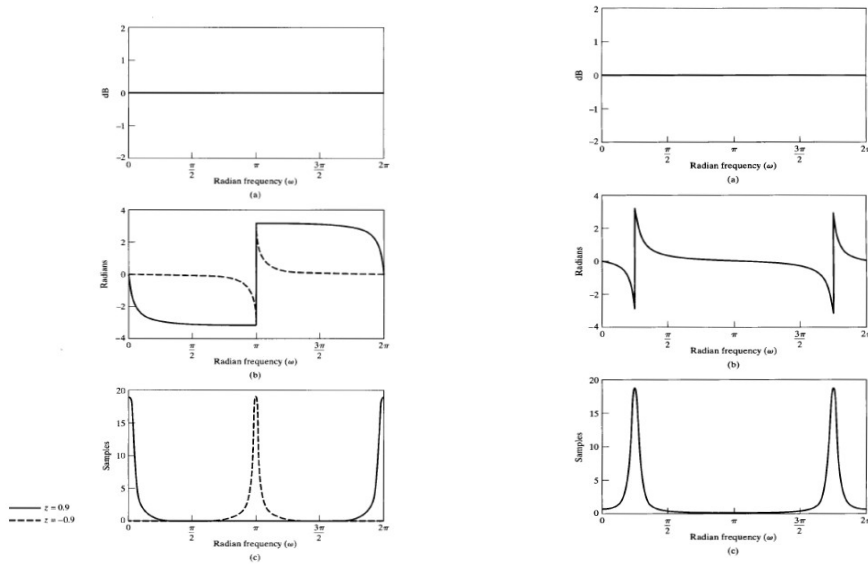 2
1
0
−1
−2
dB
0
π/2
π
3π/2
2π
Radian frequency (ω)
(a)
4
2
0
−2
−4
Radians
0
π/2
π
3π/2
2π
Radian frequency (ω)
(b)
20
15
10
5
0
Samples
0
π/2
π
3π/2
2π
Radian frequency (ω)
(c)
z = 0.9
z = −0.9
2
1
0
−1
−2
dB
0
π/2
π
3π/2
2π
Radian frequency (ω)
(a)
4
2
0
−2
−4
Radians
0
π/2
π
3π/2
2π
Radian frequency (ω)
(b)
20
15
10
5
0
Samples
0
π/2
π
3π/2
2π
Radian frequency (ω)
(c)